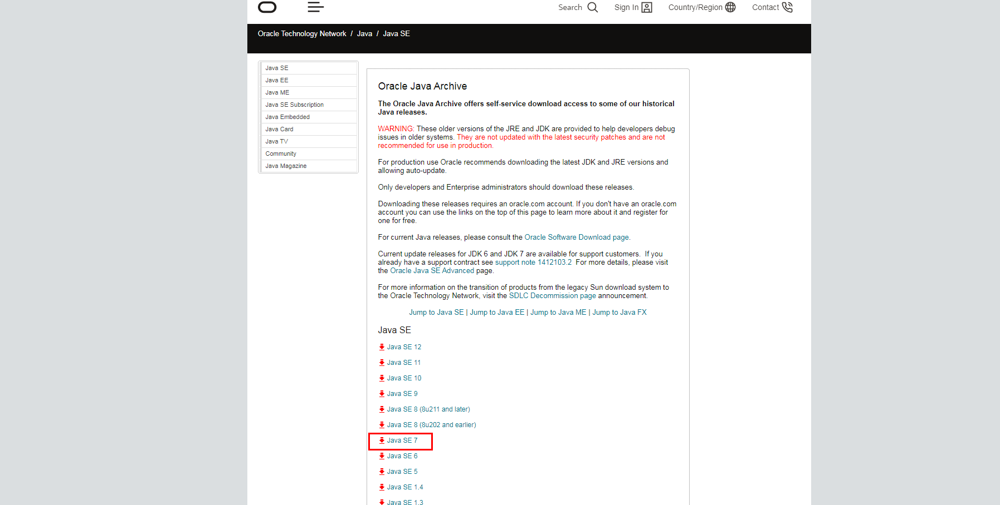 Search
Sign In
Country/Region
Contact
Oracle Technology Network / Java / Java SE
Java SE
Java EE
Java ME
Java SE Subscription
Java Embedded
Java Card
Java TV
Community
Java Magazine
Oracle Java Archive
The Oracle Java Archive offers self-service download access to some of our historical
Java releases.
WARNING: These older versions of the JRE and JDK are provided to help developers debug
issues in older systems. They are not updated with the latest security patches and are not
recommended for use in production.
For production use Oracle recommends downloading the latest JDK and JRE versions and
allowing auto-update.
Only developers and Enterprise administrators should download these releases.
Downloading these releases requires an oracle.com account. If you don't have an oracle.com
account you can use the links on the top of this page to learn more about it and register for
one for free.
For current Java releases, please consult the Oracle Software Download page.
Current update releases for JDK 6 and JDK 7 are available for support customers. If you
already have a support contract see support note 1412103.2 For more details, please visit
the Oracle Java SE Advanced page.
For more information on the transition of products from the legacy Sun download system to
the Oracle Technology Network, visit the SDLC Decommission page announcement.
Jump to Java SE | Jump to Java EE | Jump to Java ME | Jump to Java FX
Java SE
Java SE 12
Java SE 11
Java SE 10
Java SE 9
Java SE 8 (8u211 and later)
Java SE 8 (8u202 and earlier)
Java SE 7
Java SE 6
Java SE 5
Java SE 1.4
Java SE 1.3